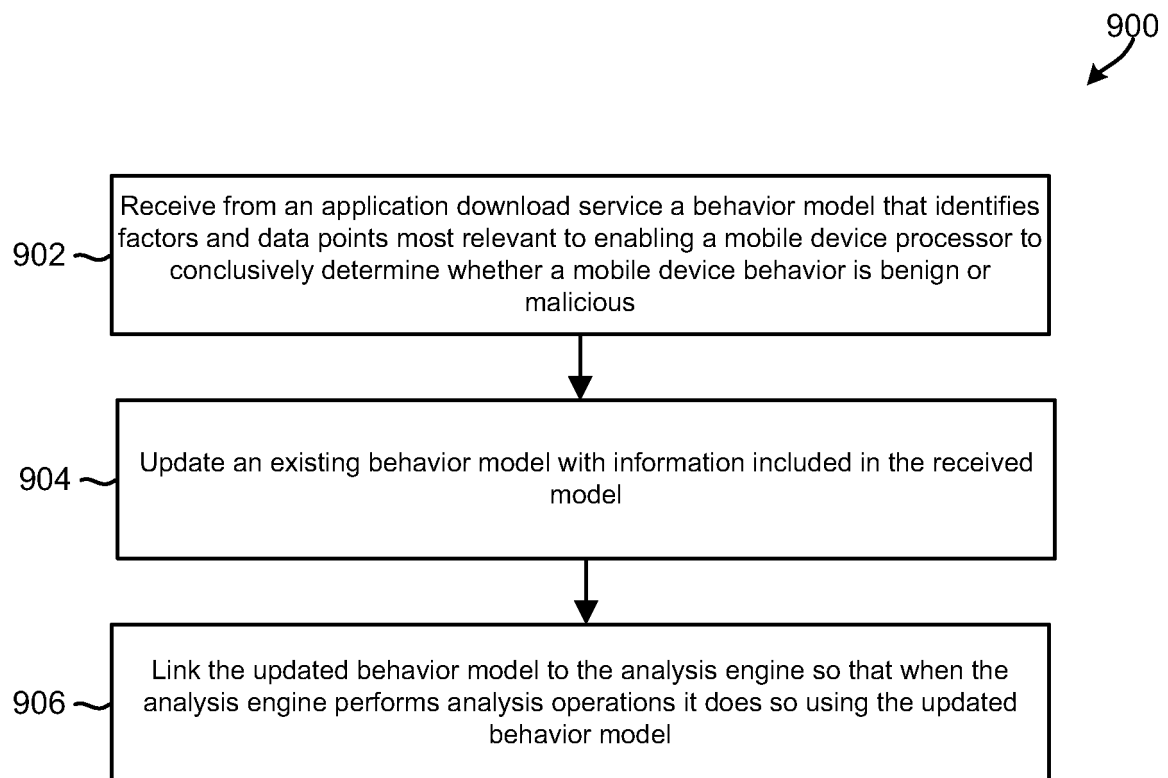 900
902
Receive from an application download service a behavior model that identifies
factors and data points most relevant to enabling a mobile device processor to
conclusively determine whether a mobile device behavior is benign or
malicious
904
Update an existing behavior model with information included in the received
model
906
Link the updated behavior model to the analysis engine so that when the
analysis engine performs analysis operations it does so using the updated
behavior model